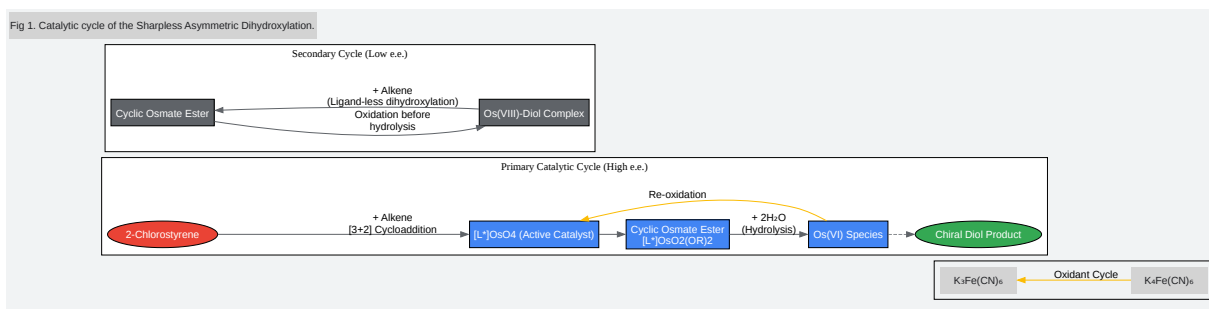 Fig 1. Catalytic cycle of the Sharpless Asymmetric Dihydroxylation.
Secondary Cycle (Low e.e.)
+ Alkene
(Ligand-less dihydroxylation)
Cyclic Osmate Ester
Os(VIII)-Diol Complex
Oxidation before
hydrolysis
Primary Catalytic Cycle (High e.e.)
Re-oxidation
+ Alkene
[3+2] Cycloaddition
+ 2H₂O
(Hydrolysis)
2-Chlorostyrene
[L*]OsO4 (Active Catalyst)
Cyclic Osmate Ester
[L*]OsO2(OR)2
Os(VI) Species
Chiral Diol Product
Oxidant Cycle
K₃Fe(CN)₆
K₄Fe(CN)₆